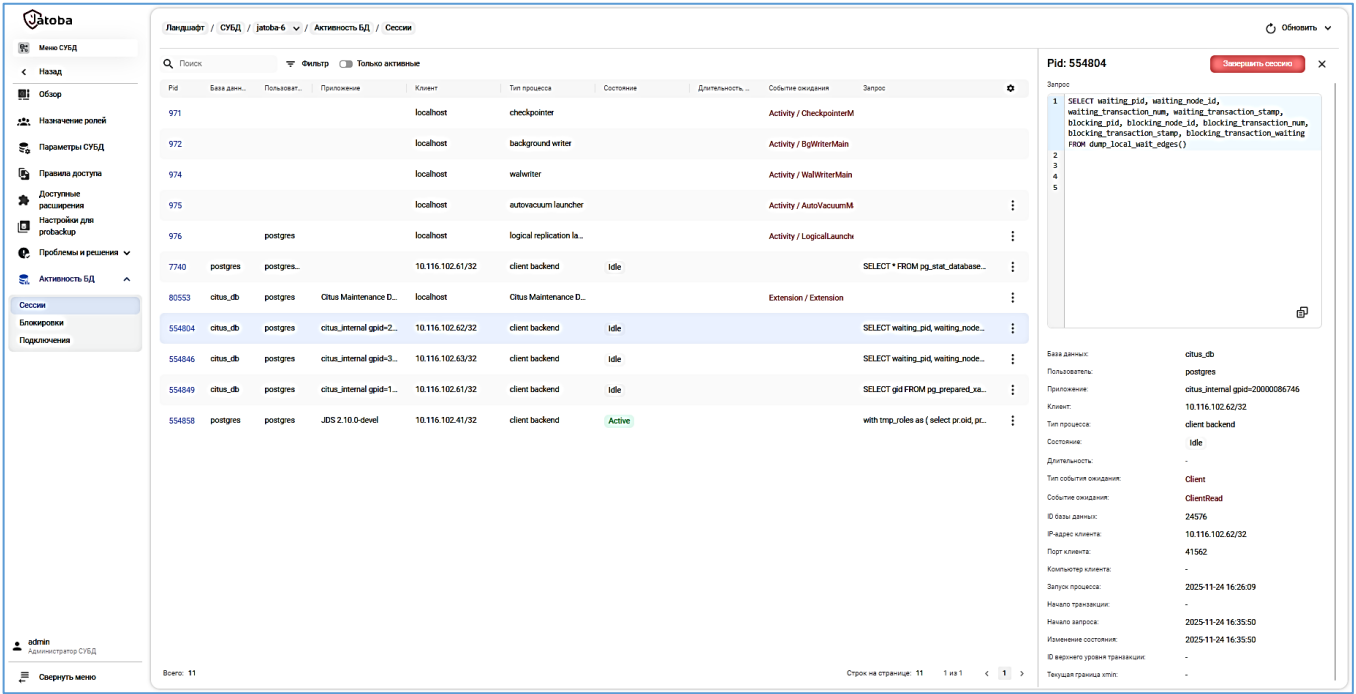 Jatoba
Меню СУБД
Назад
Обзор
Назначение ролей
Параметры СУБД
Правила доступа
Доступные
расширения
Настройки для
probackup
Проблемы и решения
Активность БД
Сессии
Блокировки
Подключения
admin
Администратор СУБД
Свернуть меню
Ландшафт / СУБД / jatoba-6 / Активность БД / Сессии
Обновить
Поиск Фильтр Только активные
Pid База данн... Пользоват... Приложение Клиент Тип процесса Состояние Длительность, ... Событие ожидания Запрос
971 localhost checkpointer Activity / CheckpointerM
972 localhost background writer Activity / BgWriterMain
974 localhost walwriter Activity / WalWriterMain
975 localhost autovacuum launcher Activity / AutoVacuumM
976 postgres localhost logical replication la... Activity / LogicalLaunch
7740 postgres postgres... 10.116.102.61/32 client backend Idle SELECT * FROM pg_stat_database...
80553 citus_db postgres Citus Maintenance D... localhost Citus Maintenance D... Extension / Extension
554804 citus_db postgres citus_internal gpid=2... 10.116.102.62/32 client backend Idle SELECT waiting_pid, waiting_node...
554846 citus_db postgres citus_internal gpid=3... 10.116.102.63/32 client backend Idle SELECT waiting_pid, waiting_node...
554849 citus_db postgres citus_internal gpid=1... 10.116.102.61/32 client backend Idle SELECT gid FROM pg_prepared_xa...
554858 postgres postgres JDS 2.10.0-devel 10.116.102.41/32 client backend Active with tmp_roles as ( select pr.oid, pr...
Всего: 11
Строк на странице: 11 1 из 1 1
Pid: 554804 Завершить сессию
Запрос
1 SELECT waiting_pid, waiting_node_id,
waiting_transaction_num, waiting_transaction_stamp,
blocking_pid, blocking_node_id, blocking_transaction_num,
blocking_transaction_stamp, blocking_transaction_waiting
FROM dump_local_wait_edges()
2
3
4
5
База данных: citus_db
Пользователь: postgres
Приложение: citus_internal gpid=20000086746
Клиент: 10.116.102.62/32
Тип процесса: client backend
Состояние: Idle
Длительность: -
Тип события ожидания: Client
Событие ожидания: ClientRead
ID базы данных: 24576
IP-адрес клиента: 10.116.102.62/32
Порт клиента: 41562
Компьютер клиента: -
Запуск процесса: 2025-11-24 16:26:09
Начало транзакции: -
Начало запроса: 2025-11-24 16:35:50
Изменение состояния: 2025-11-24 16:35:50
ID верхнего уровня транзакции: -
Текущая граница xmin: -